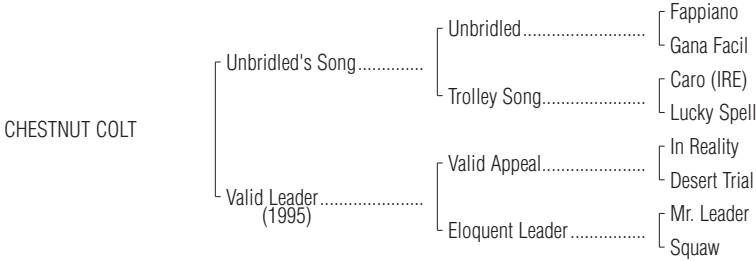 Fappiano
Unbridled..............................
Gana Facil
Unbridled's Song................
Caro (IRE)
Trolley Song.........................
Lucky Spell
CHESTNUT COLT
In Reality
Valid Appeal.........................
Desert Trial
Valid Leader.........................
(1995)
Mr. Leader
Eloquent Leader..................
Squaw